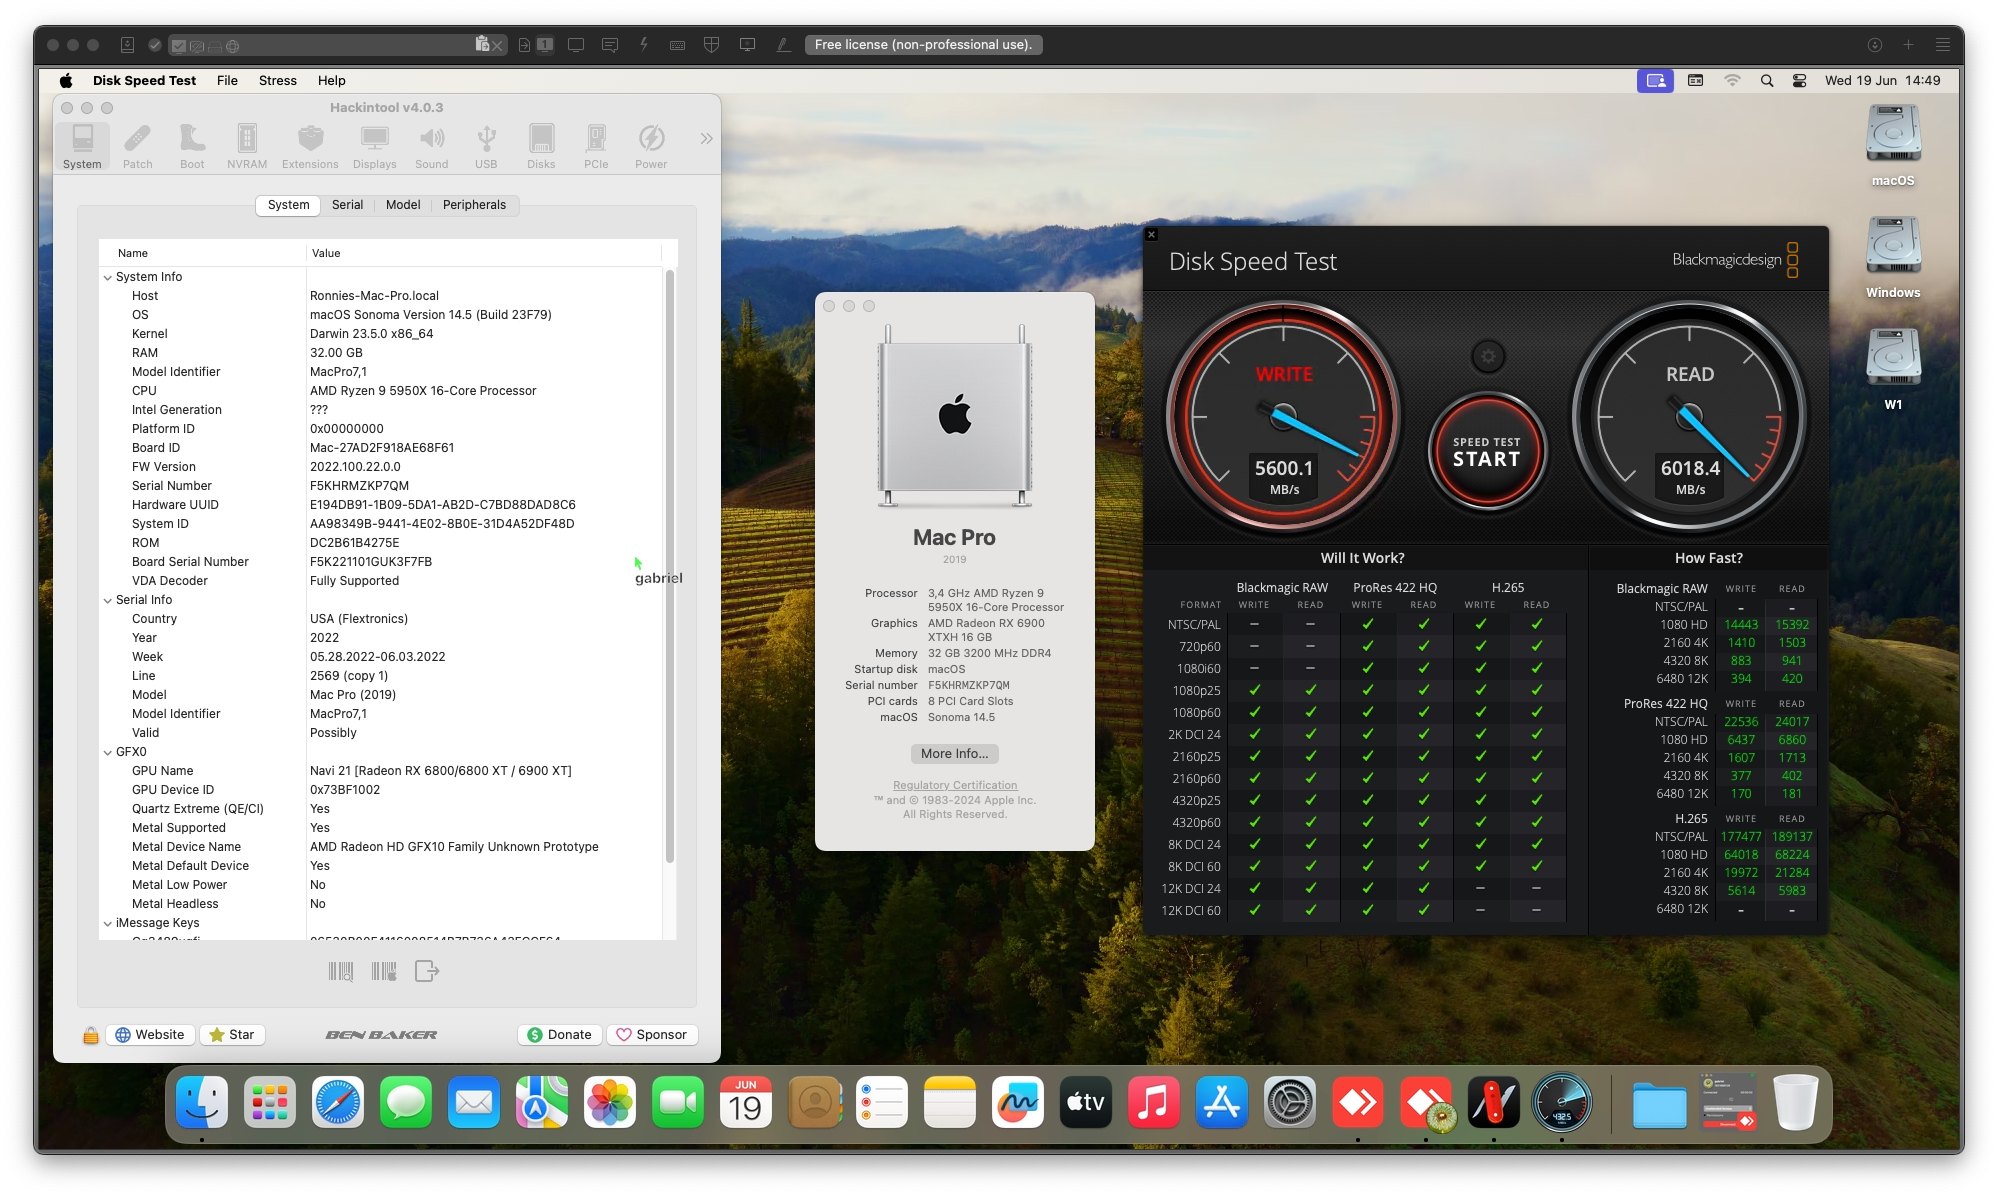 1
Free license (non-professional use).
Disk Speed Test File Stress Help
Wed 19 Jun 14:49
Hackintool v4.0.3
System Patch Boot NVRAM Extensions Displays Sound USB Disks PCIe Power
System Serial Model Peripherals
Name Value
System Info
Host Ronnies-Mac-Pro.local
OS macOS Sonoma Version 14.5 (Build 23F79)
Kernel Darwin 23.5.0 x86_64
RAM 32.00 GB
Model Identifier MacPro7,1
CPU AMD Ryzen 9 5950X 16-Core Processor
Intel Generation ???
Platform ID 0x00000000
Board ID Mac-27AD2F918AE68F61
FW Version 2022.100.22.0.0
Serial Number F5KHRMZKP7QM
Hardware UUID E194DB91-1B09-5DA1-AB2D-C7BD88DAD8C6
System ID AA98349B-9441-4E02-8B0E-31D4A52DF48D
ROM DC2B61B4275E
Board Serial Number F5K221101GUK3F7FB
VDA Decoder Fully Supported
gabriel
Serial Info
Country USA (Flextronics)
Year 2022
Week 05.28.2022-06.03.2022
Line 2569 (copy 1)
Model Mac Pro (2019)
Model Identifier MacPro7,1
Valid Possibly
GFX0
GPU Name Navi 21 [Radeon RX 6800/6800 XT / 6900 XT]
GPU Device ID 0x73BF1002
Quartz Extreme (QE/CI) Yes
Metal Supported Yes
Metal Device Name AMD Radeon HD GFX10 Family Unknown Prototype
Metal Default Device Yes
Metal Low Power No
Metal Headless No
iMessage Keys
Website Star BEN BAKER Donate Sponsor
Mac Pro
2019
Processor 3,4 GHz AMD Ryzen 9
5950X 16-Core Processor
Graphics AMD Radeon RX 6900
XTXH 16 GB
Memory 32 GB 3200 MHz DDR4
Startup disk macOS
Serial number F5KHRMZKP7QM
PCI cards 8 PCI Card Slots
macOS Sonoma 14.5
More Info...
Regulatory Certification
™ and © 1983-2024 Apple Inc.
All Rights Reserved.
Disk Speed Test Blackmagicdesign
WRITE
5600.1
MB/s
SPEED TEST
START
READ
6018.4
MB/s
Will It Work?
Blackmagic RAW ProRes 422 HQ H.265
FORMAT WRITE READ WRITE READ WRITE READ
NTSC/PAL – – ✓ ✓ ✓ ✓
720p60 – – ✓ ✓ ✓ ✓
1080i60 – – ✓ ✓ ✓ ✓
1080p25 ✓ ✓ ✓ ✓ ✓ ✓
1080p60 ✓ ✓ ✓ ✓ ✓ ✓
2K DCI 24 ✓ ✓ ✓ ✓ ✓ ✓
2160p25 ✓ ✓ ✓ ✓ ✓ ✓
2160p60 ✓ ✓ ✓ ✓ ✓ ✓
4320p25 ✓ ✓ ✓ ✓ ✓ ✓
4320p60 ✓ ✓ ✓ ✓ ✓ ✓
8K DCI 24 ✓ ✓ ✓ ✓ ✓ ✓
8K DCI 60 ✓ ✓ ✓ ✓ ✓ ✓
12K DCI 24 ✓ ✓ ✓ ✓ – –
12K DCI 60 ✓ ✓ ✓ ✓ – –
How Fast?
Blackmagic RAW WRITE READ
NTSC/PAL – –
1080 HD 14443 15392
2160 4K 1410 1503
4320 8K 883 941
6480 12K 394 420
ProRes 422 HQ WRITE READ
NTSC/PAL 22536 24017
1080 HD 6437 6860
2160 4K 1607 1713
4320 8K 377 402
6480 12K 170 181
H.265 WRITE READ
NTSC/PAL 177477 189137
1080 HD 64018 68224
2160 4K 19972 21284
4320 8K 5614 5983
6480 12K – –
macOS
Windows
W1
JUN
19
tv
432.5